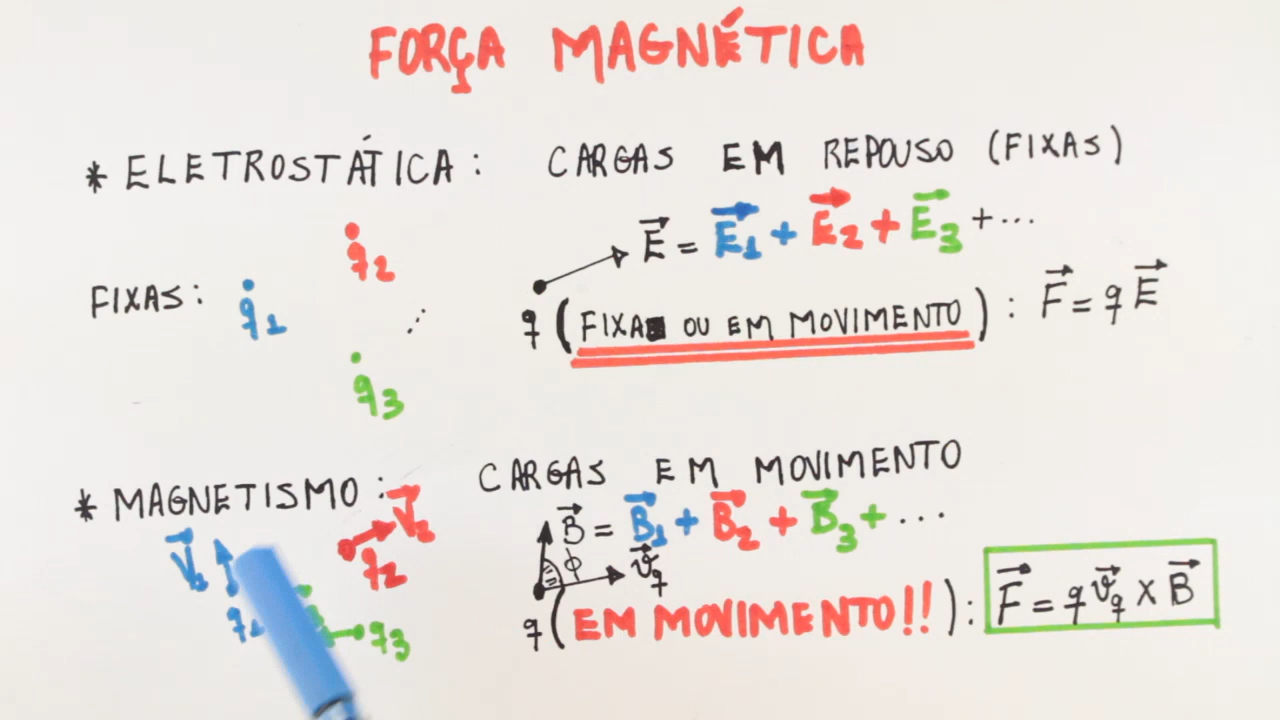 FORÇA MAGNÉTICA
* ELETROSTÁTICA: CARGAS EM REPOUSO (FIXAS)
E⃗ = E⃗₁ + E⃗₂ + E⃗₃ + ...
FIXAS: q₁ q₂ q₃ ...
q (FIXA OU EM MOVIMENTO): F⃗ = qE⃗
* MAGNETISMO: CARGAS EM MOVIMENTO
B⃗ = B⃗₁ + B⃗₂ + B⃗₃ + ...
V⃗ V⃗₂ ϕ v⃗q
q₂ q₃
q (EM MOVIMENTO!!): F⃗ = qv⃗q × B⃗